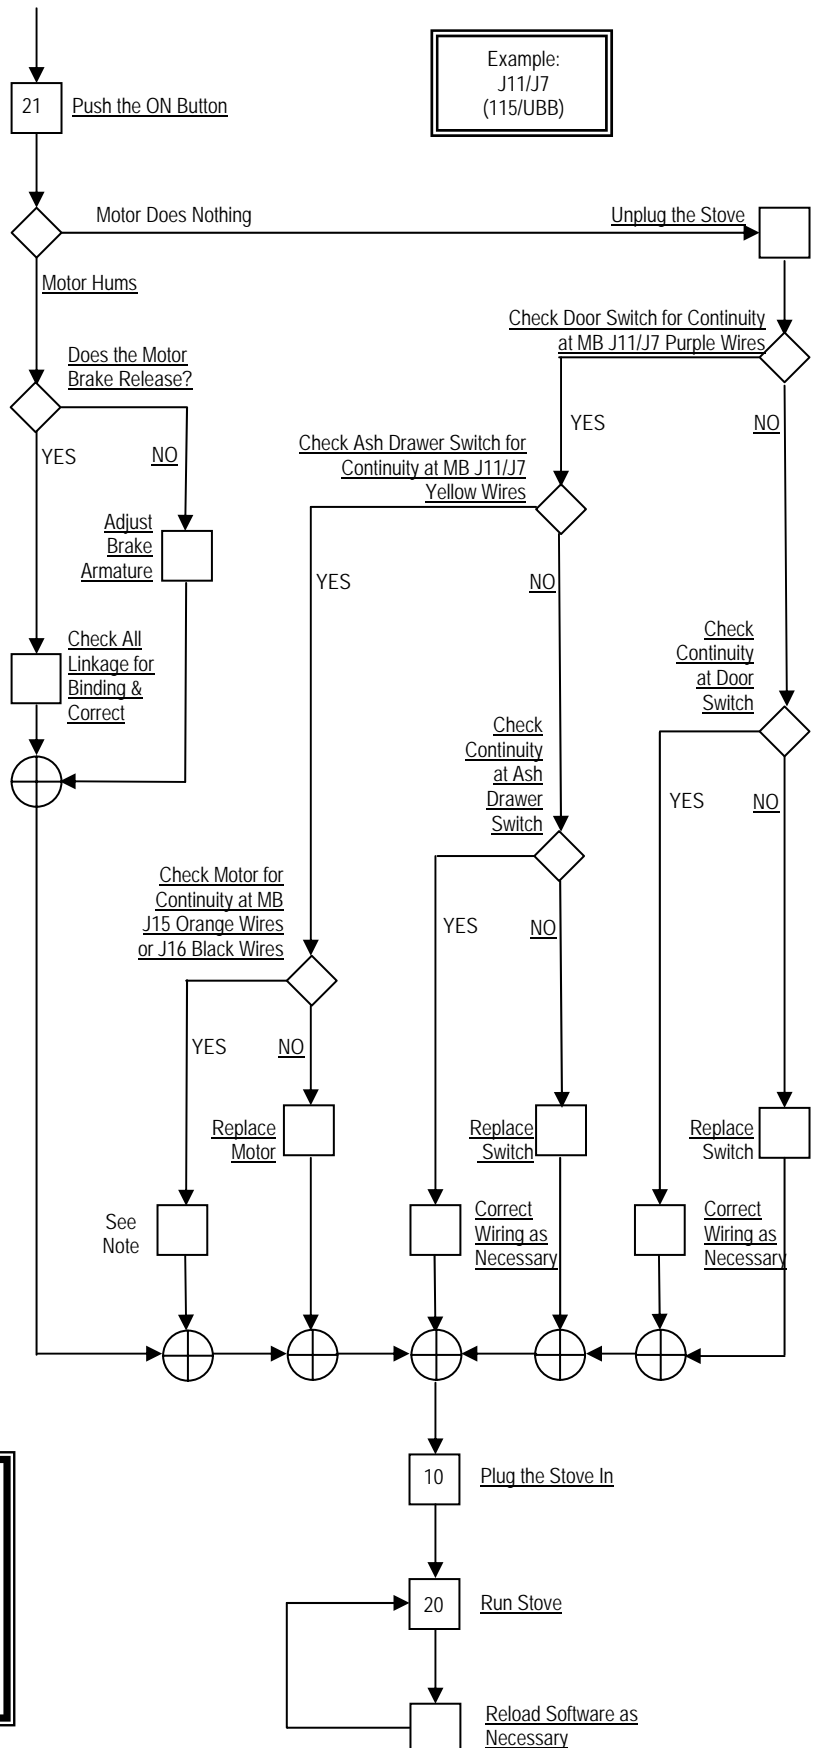 Example:
J11/J7
(115/UBB)
21
Push the ON Button
Motor Does Nothing
Unplug the Stove
Motor Hums
Check Door Switch for Continuity
at MB J11/J7 Purple Wires
Does the Motor
Brake Release?
YES
NO
YES
NO
Check Ash Drawer Switch for
Continuity at MB J11/J7
Yellow Wires
Adjust
Brake
Armature
YES
NO
Check All
Linkage for
Binding &
Correct
Check
Continuity
at Door
Switch
Check
Continuity
at Ash
Drawer
Switch
YES
NO
Check Motor for
Continuity at MB
J15 Orange Wires
or J16 Black Wires
YES
NO
YES
NO
Replace
Motor
Replace
Switch
Replace
Switch
See
Note
Correct
Wiring as
Necessary
Correct
Wiring as
Necessary
10
Plug the Stove In
20
Run Stove
Reload Software as
Necessary